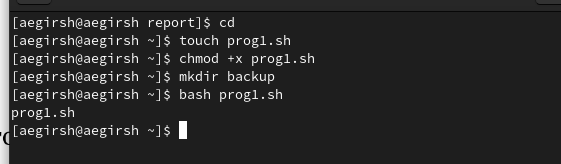 [aegirsh@aegirsh report]$ cd
[aegirsh@aegirsh ~]$ touch prog1.sh
[aegirsh@aegirsh ~]$ chmod +x prog1.sh
[aegirsh@aegirsh ~]$ mkdir backup
[aegirsh@aegirsh ~]$ bash prog1.sh
prog1.sh
[aegirsh@aegirsh ~]$